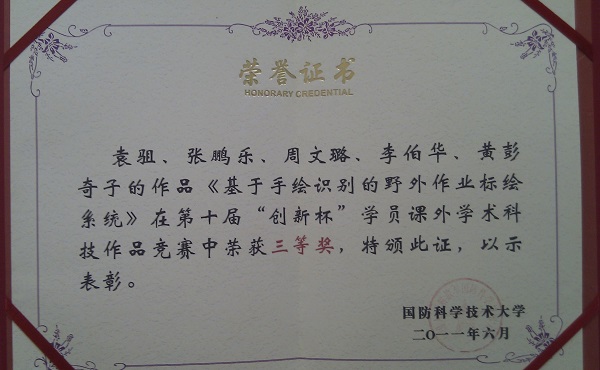 荣誉证书
HONORARY CREDENTIAL
袁驵、张鹏乐、周文璐、李伯华、黄彭
奇子的作品《基于手绘识别的野外作业标绘
系统》在第十届“创新杯”学员课外学术科
技作品竞赛中荣获三等奖，特颁此证，以示
表彰。
国防科学技术大学
二〇一一年六月